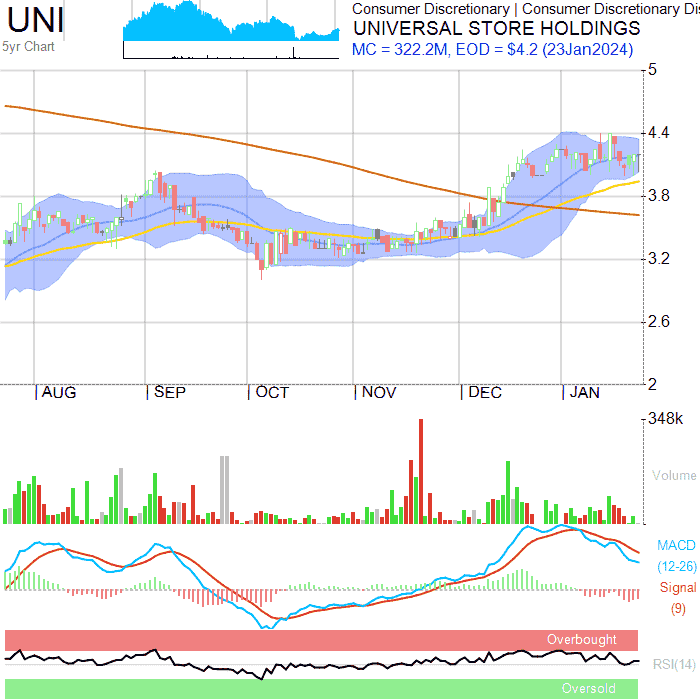 UNI
5yr Chart
Consumer Discretionary | Consumer Discretionary Dis
UNIVERSAL STORE HOLDINGS
MC = 322.2M, EOD = $4.2 (23Jan2024)
5
4.4
3.8
3.2
2.6
2
|AUG |SEP |OCT |NOV |DEC |JAN
348k
Volume
MACD
(12-26)
Signal
(9)
Overbought
RSI(14)
Oversold